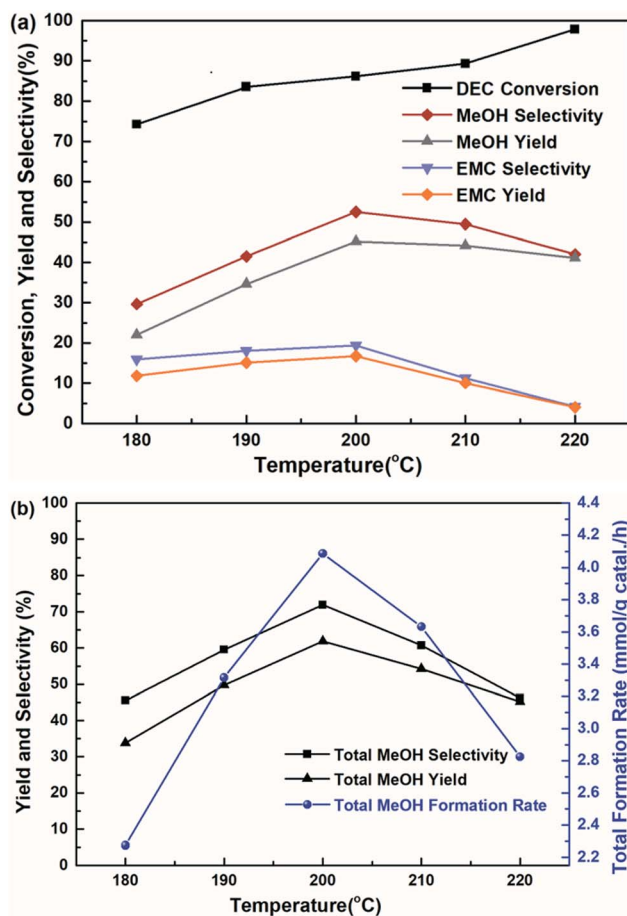 (a)
100
90
80
70
60
50
40
30
20
10
0
Conversion, Yield and Selectivity(%)
DEC Conversion
MeOH Selectivity
MeOH Yield
EMC Selectivity
EMC Yield
180 190 200 210 220
Temperature(°C)
(b)
100
90
80
70
60
50
40
30
20
10
0
Yield and Selectivity (%)
Total MeOH Selectivity
Total MeOH Yield
Total MeOH Formation Rate
4.4
4.2
4.0
3.8
3.6
3.4
3.2
3.0
2.8
2.6
2.4
2.2
Total Formation Rate (mmol/g catal./h)
180 190 200 210 220
Temperature(°C)